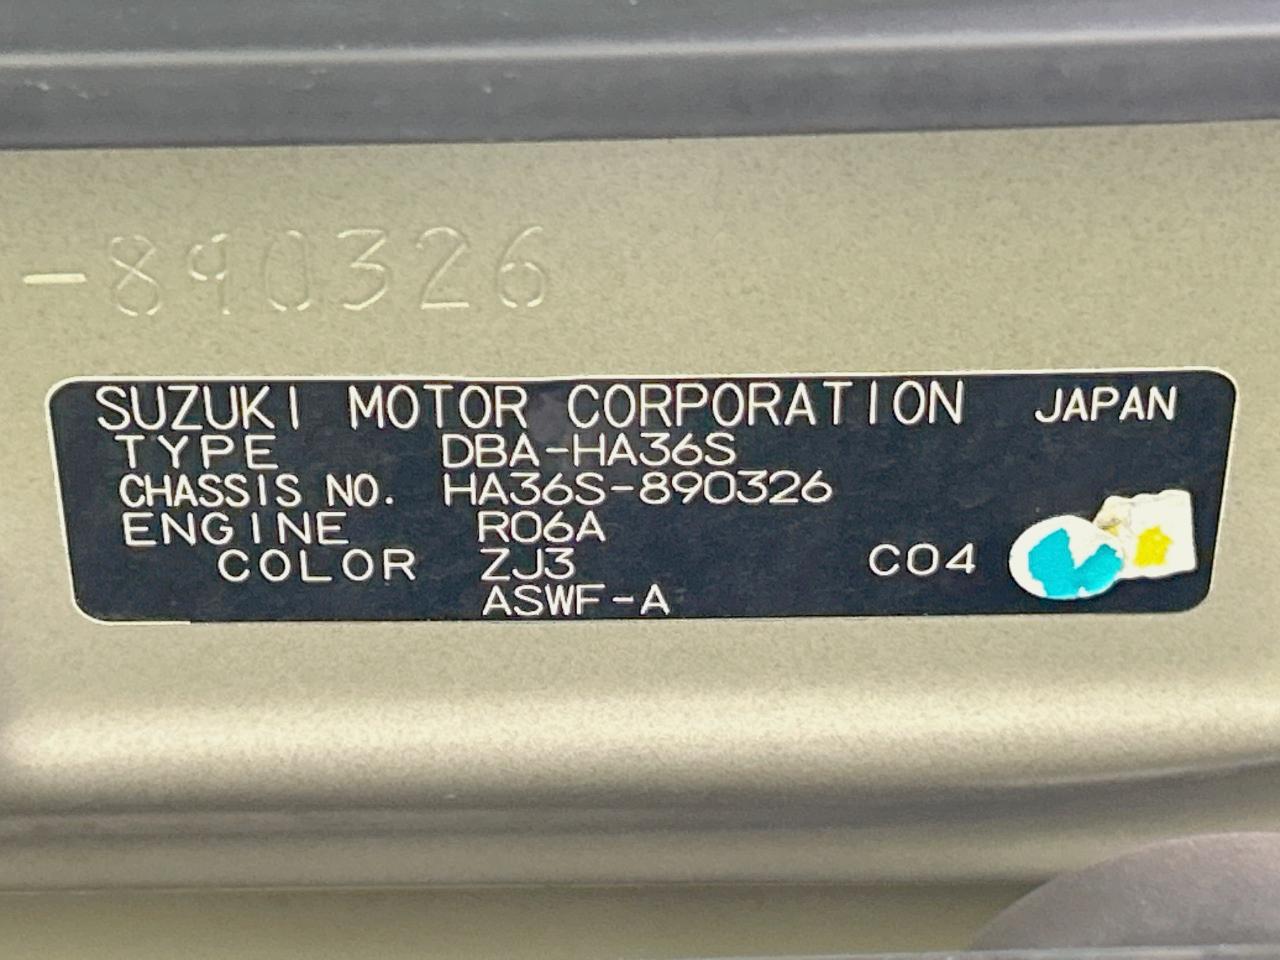 -890326
SUZUKI MOTOR CORPORATION JAPAN
TYPE DBA-HA36S
CHASSIS NO. HA36S-890326
ENGINE R06A
COLOR ZJ3 C04
ASWF-A